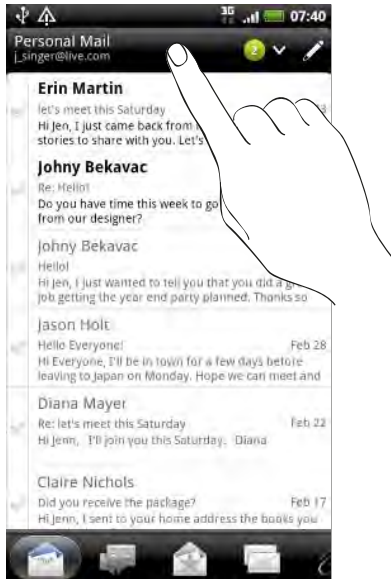 3G 07:40
Personal Mail
j_singer@live.com 2
Erin Martin
let's meet this Saturday
Hi Jen, I just came back from
stories to share with you. Let's
Johny Bekavac
Re: Hello!
Do you have time this week to go
from our designer?
Johny Bekavac
Hello!
Hi Jen, I just wanted to tell you that you did a
job getting the year end party planned. Thanks so
Jason Holt
Hello Everyone! Feb 28
Hi Everyone, I'll be in town for a few days before
leaving to Japan on Monday. Hope we can meet and
Diana Mayer
Re: let's meet this Saturday Feb 22
Hi Jenn, I'll join you this Saturday. Diana
Claire Nichols
Did you receive the package? Feb 17
Hi Jenn, I sent to your home address the books you